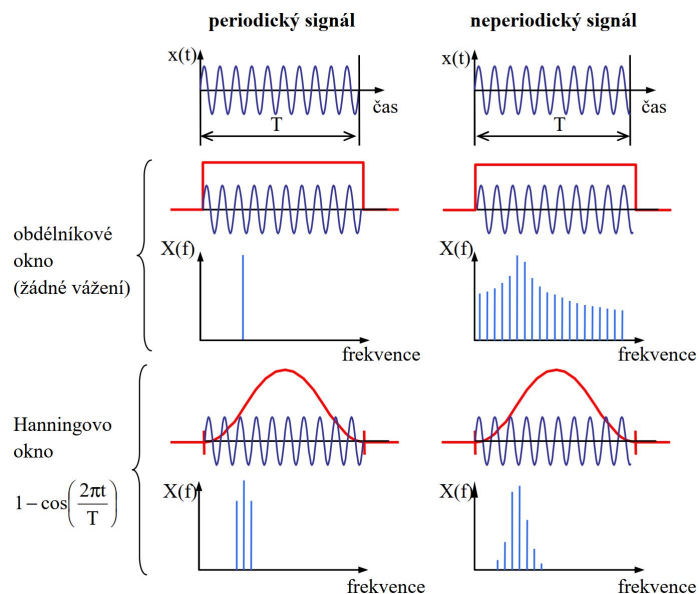 periodický signál
neperiodický signál
x(t)
čas
T
x(t)
čas
T
obdélníkové
okno
(žádné vážení)
X(f)
frekvence
X(f)
frekvence
Hanningovo
okno
1 − cos(2πt/T)
X(f)
frekvence
X(f)
frekvence